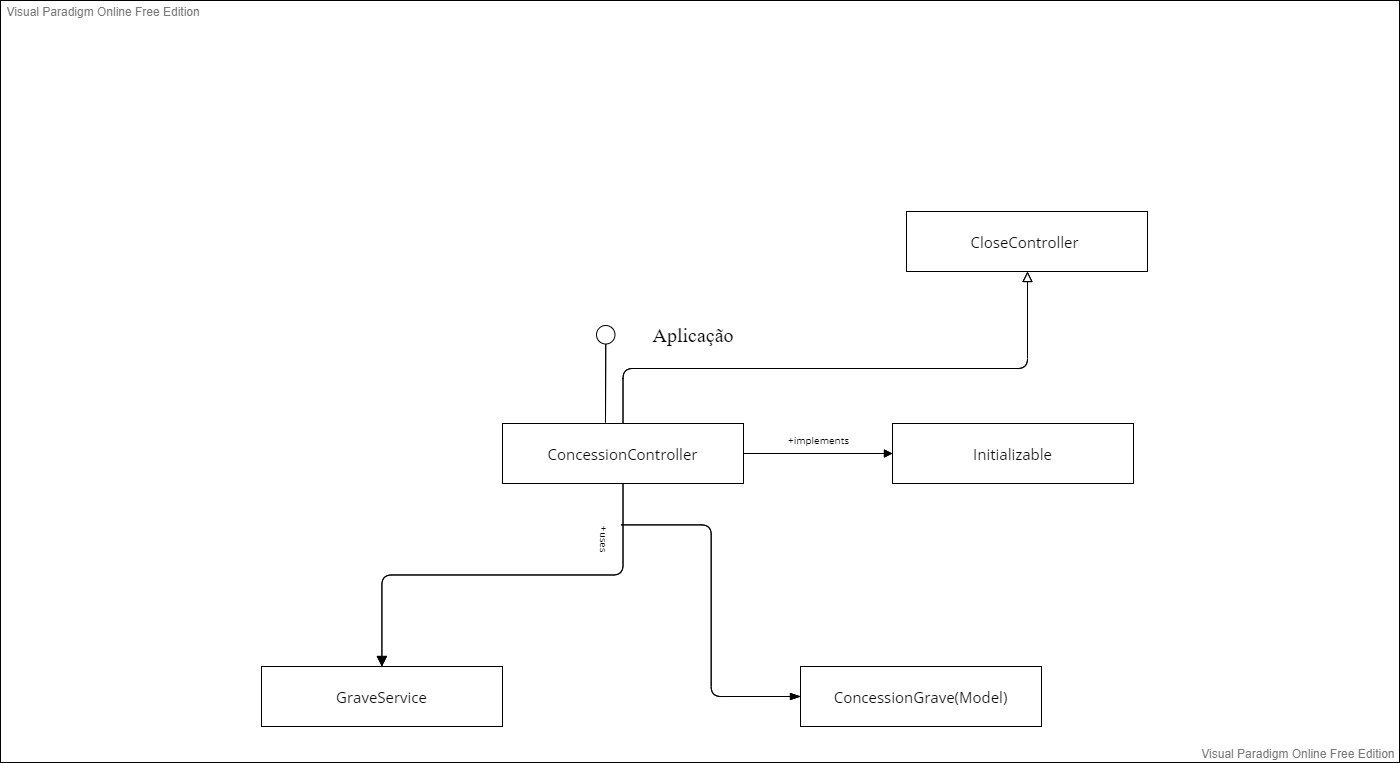 Visual Paradigm Online Free Edition
CloseController
Aplicação
ConcessionController
+implements
Initializable
+uses
GraveService
ConcessionGrave(Model)
Visual Paradigm Online Free Edition